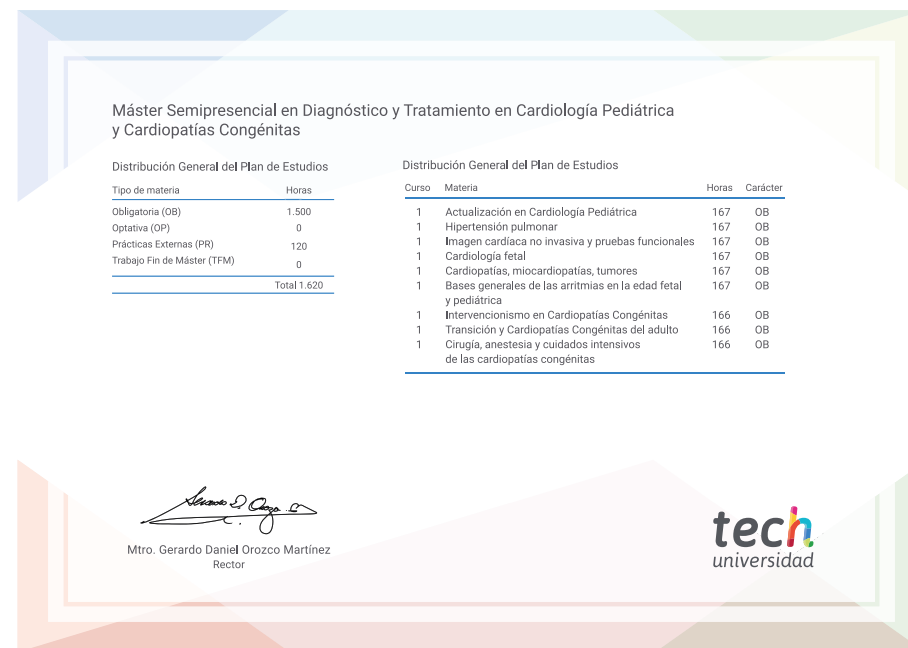 Máster Semipresencial en Diagnóstico y Tratamiento en Cardiología Pediátrica
y Cardiopatías Congénitas
Distribución General del Plan de Estudios
Tipo de materia Horas
Obligatoria (OB) 1.500
Optativa (OP) 0
Prácticas Externas (PR) 120
Trabajo Fin de Máster (TFM) 0
Total 1.620
Distribución General del Plan de Estudios
Curso Materia Horas Carácter
1 Actualización en Cardiología Pediátrica 167 OB
1 Hipertensión pulmonar 167 OB
1 Imagen cardíaca no invasiva y pruebas funcionales 167 OB
1 Cardiología fetal 167 OB
1 Cardiopatías, miocardiopatías, tumores 167 OB
1 Bases generales de las arritmias en la edad fetal 167 OB
y pediátrica
1 Intervencionismo en Cardiopatías Congénitas 166 OB
1 Transición y Cardiopatías Congénitas del adulto 166 OB
1 Cirugía, anestesia y cuidados intensivos 166 OB
de las cardiopatías congénitas
Mtro. Gerardo Daniel Orozco Martínez
Rector
tech
universidad